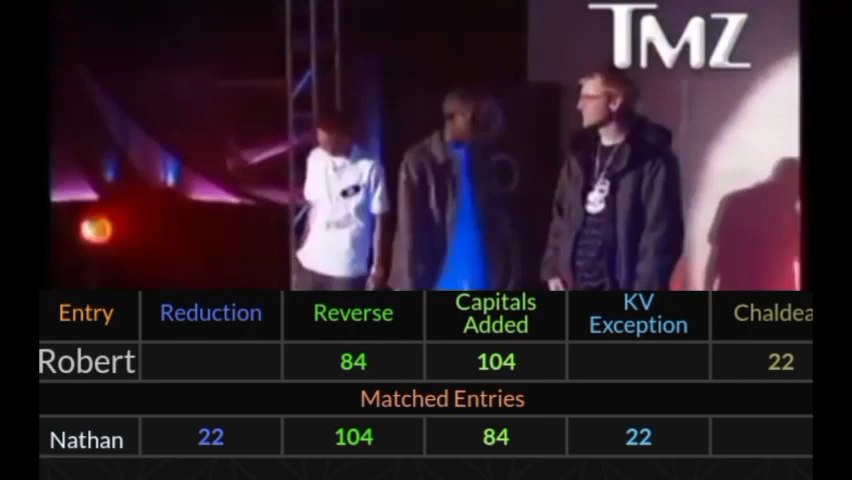 TMZ
Entry Reduction Reverse Capitals Added KV Exception Chaldea
Robert 84 104 22
Matched Entries
Nathan 22 104 84 22